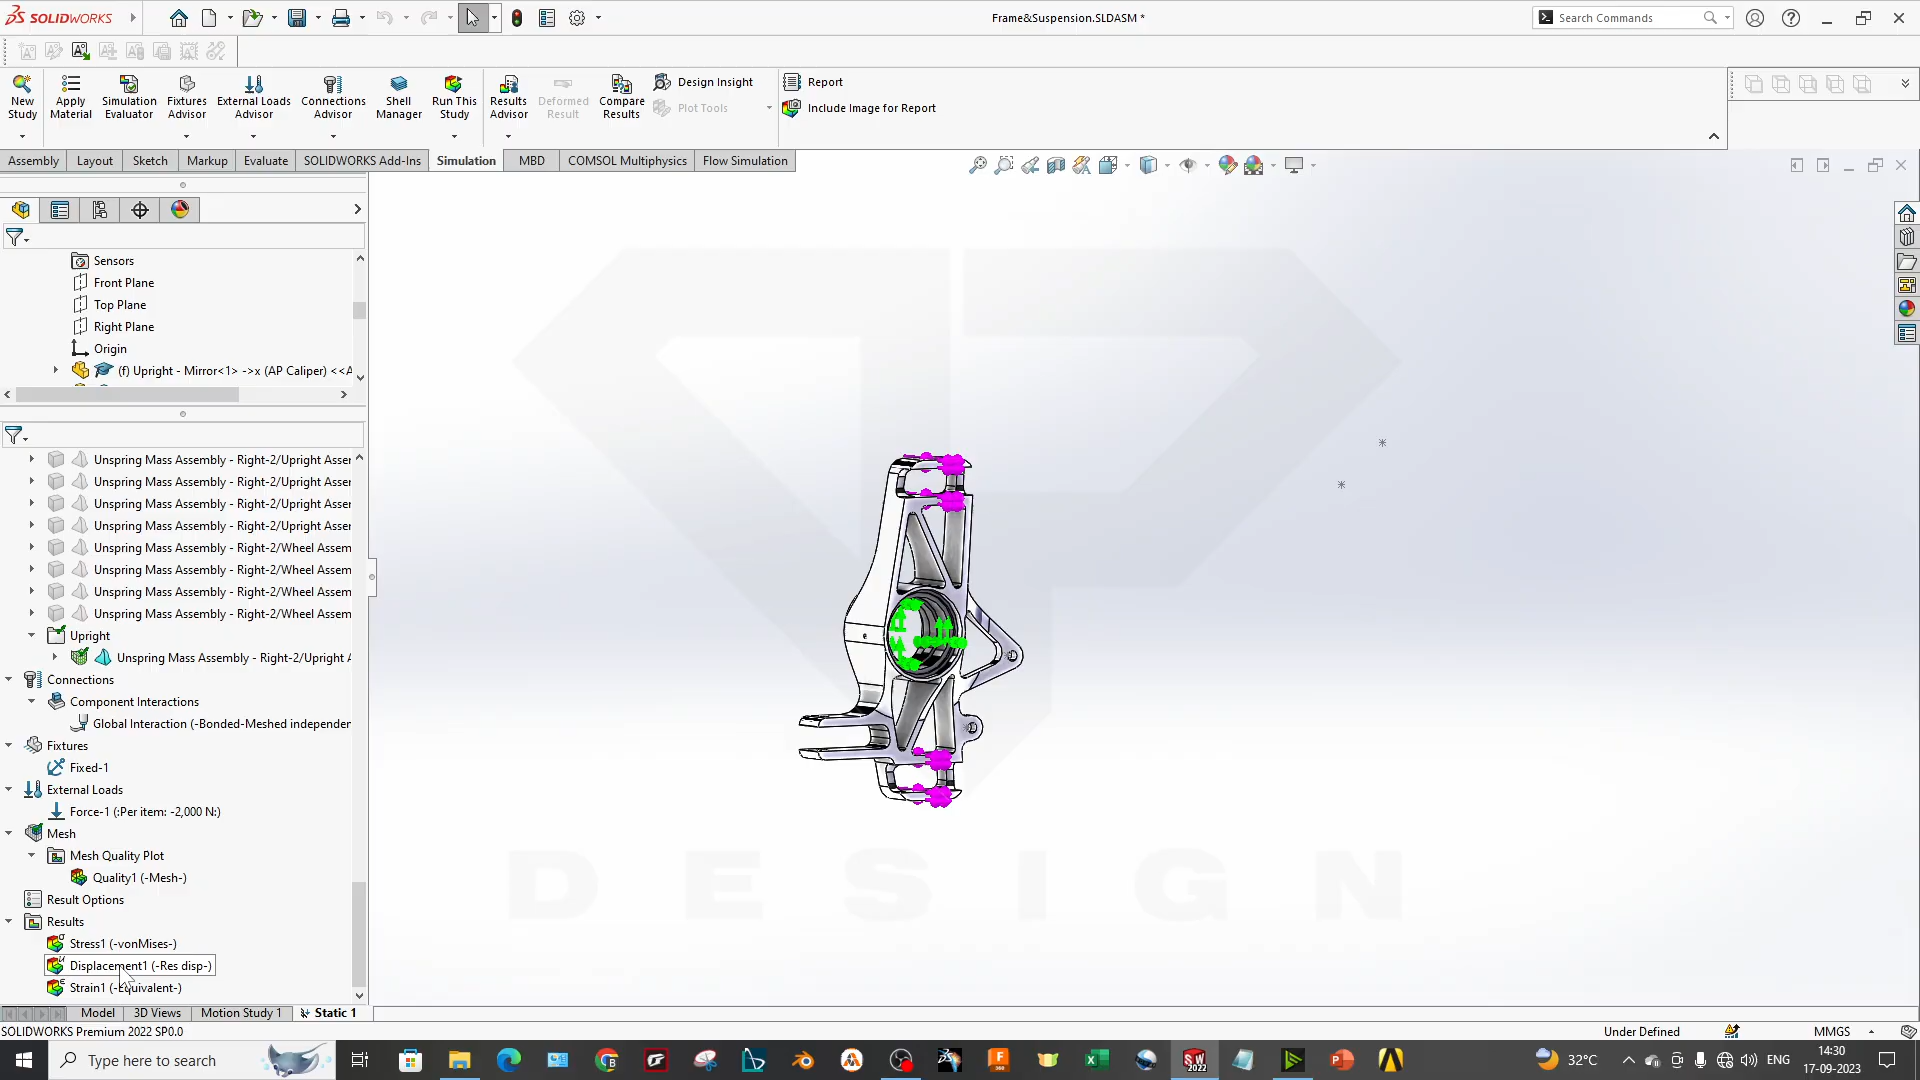 SOLIDWORKS
Frame&Suspension.SLDASM *
Search Commands
New Study
Apply Material
Simulation Evaluator
Fixtures Advisor
External Loads Advisor
Connections Advisor
Shell Manager
Run This Study
Results Advisor
Deformed Result
Compare Results
Design Insight
Plot Tools
Report
Include Image for Report
Assembly
Layout
Sketch
Markup
Evaluate
SOLIDWORKS Add-Ins
Simulation
MBD
COMSOL Multiphysics
Flow Simulation
Sensors
Front Plane
Top Plane
Right Plane
Origin
(f) Upright - Mirror<1> ->x (AP Caliper) <<A
Unspring Mass Assembly - Right-2/Upright Asser
Unspring Mass Assembly - Right-2/Upright Asser
Unspring Mass Assembly - Right-2/Upright Asser
Unspring Mass Assembly - Right-2/Upright Asser
Unspring Mass Assembly - Right-2/Wheel Assem
Unspring Mass Assembly - Right-2/Wheel Assem
Unspring Mass Assembly - Right-2/Wheel Assem
Unspring Mass Assembly - Right-2/Wheel Assem
Upright
Unspring Mass Assembly - Right-2/Upright A
Connections
Component Interactions
Global Interaction (-Bonded-Meshed independer
Fixtures
Fixed-1
External Loads
Force-1 (:Per item: -2,000 N:)
Mesh
Mesh Quality Plot
Quality1 (-Mesh-)
Result Options
Results
Stress1 (-vonMises-)
Displacement1 (-Res disp-)
Strain1 (-Equivalent-)
DESIGN
Model
3D Views
Motion Study 1
Static 1
SOLIDWORKS Premium 2022 SP0.0
Under Defined
MMGS
Type here to search
SW 2022
32°C
ENG
14:30
17-09-2023